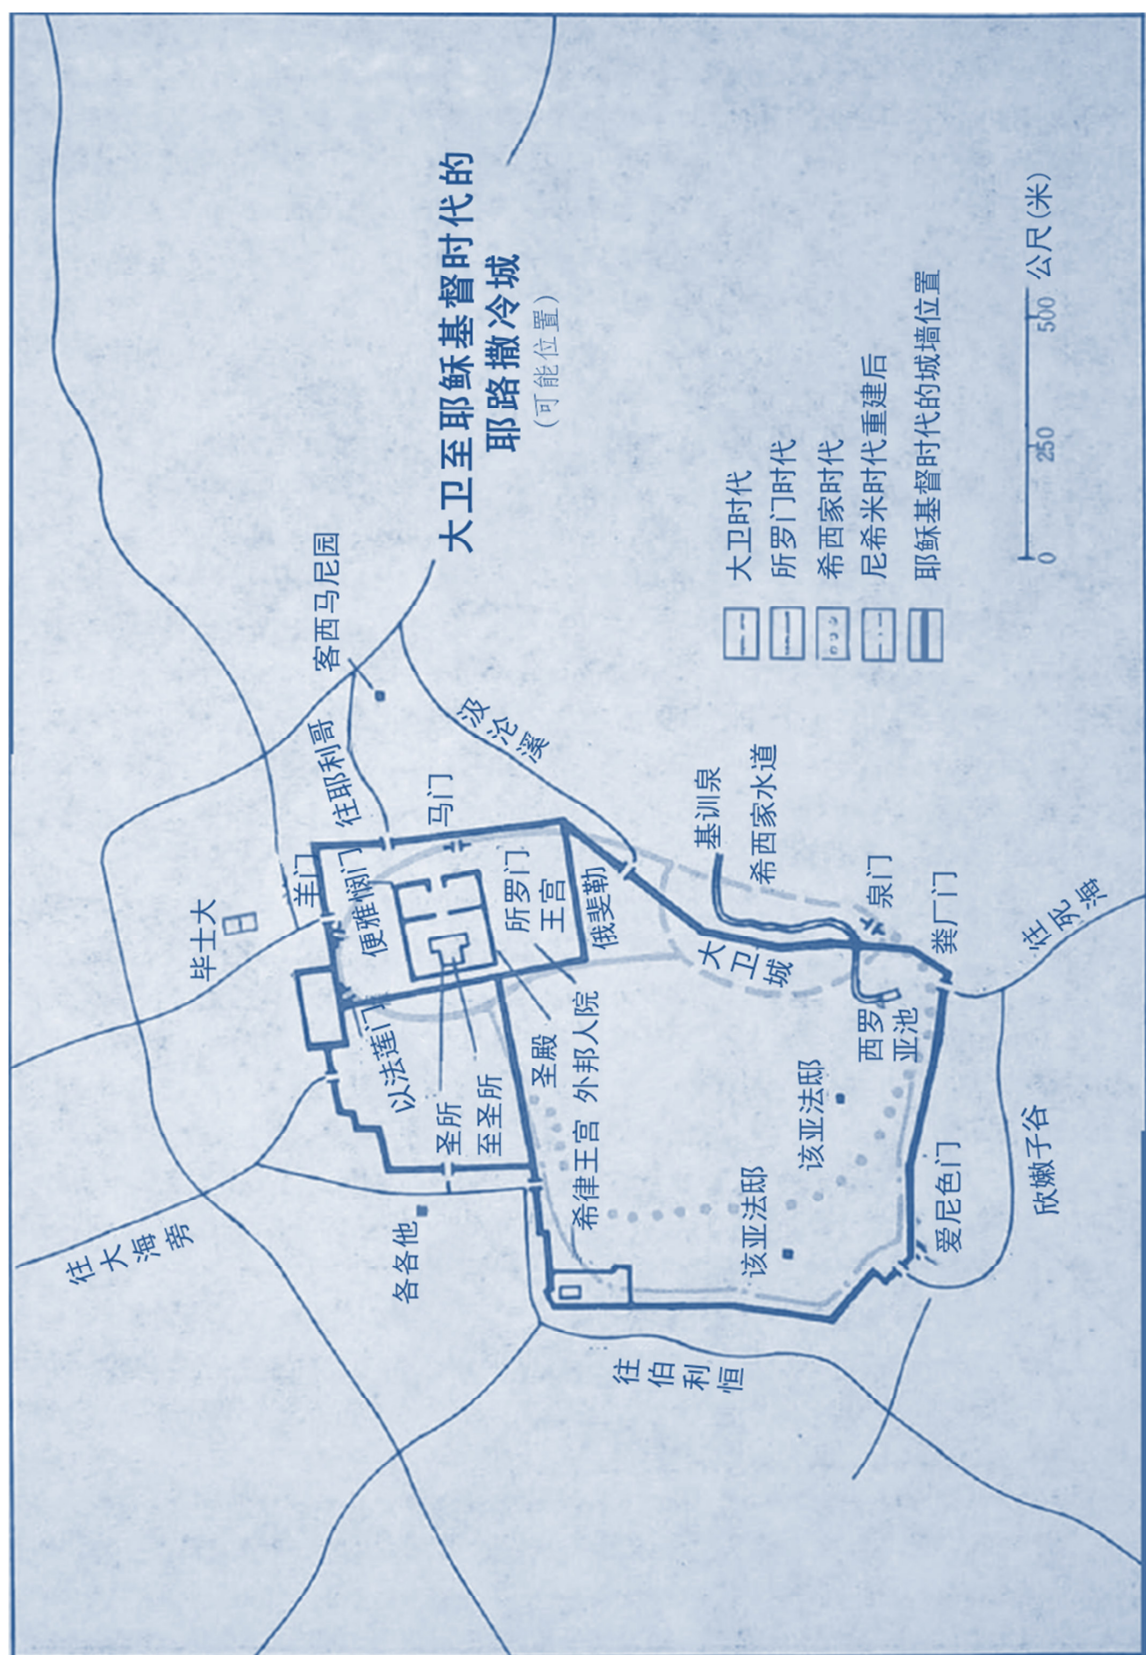 大卫至耶稣基督时代的
耶路撒冷城
(可能位置)
客西马尼园
往耶利哥
汲沦溪
马门
羊门
便雅悯门
毕士大
以法莲门
所罗门
王宫
俄斐勒
圣所
至圣所
圣殿
外邦人院
希律王宫
各各他
往大海旁
往伯利恒
基训泉
希西家水道
大卫城
泉门
粪厂门
西罗
亚池
往死海
该亚法邸
该亚法邸
爱尼色门
欣嫩子谷
大卫时代
所罗门时代
希西家时代
尼希米时代重建后
耶稣基督时代的城墙位置
0 250 500 公尺(米)